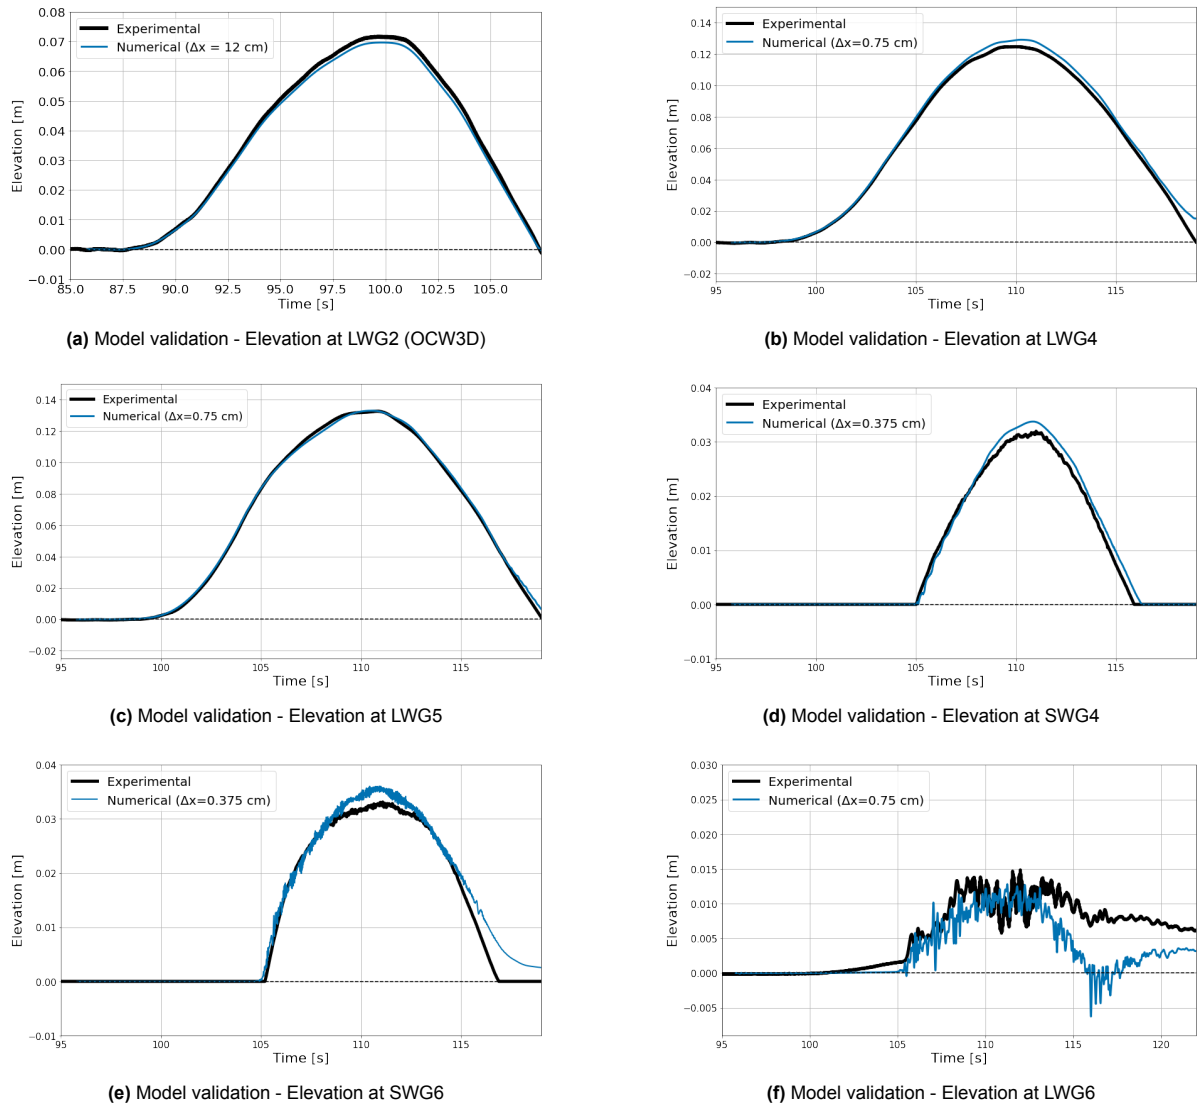 0.08
0.07
0.06
0.05
0.04
0.03
0.02
0.01
0.00
−0.01
Elevation [m]
Experimental
Numerical (Δx = 12 cm)
85.0 87.5 90.0 92.5 95.0 97.5 100.0 102.5 105.0
Time [s]
(a) Model validation - Elevation at LWG2 (OCW3D)
0.14
0.12
0.10
0.08
0.06
0.04
0.02
0.00
−0.02
Elevation [m]
Experimental
Numerical (Δx=0.75 cm)
95 100 105 110 115
Time [s]
(b) Model validation - Elevation at LWG4
0.14
0.12
0.10
0.08
0.06
0.04
0.02
0.00
−0.02
Elevation [m]
Experimental
Numerical (Δx=0.75 cm)
95 100 105 110 115
Time [s]
(c) Model validation - Elevation at LWG5
0.04
0.03
0.02
0.01
0.00
−0.01
Elevation [m]
Experimental
Numerical (Δx=0.375 cm)
95 100 105 110 115
Time [s]
(d) Model validation - Elevation at SWG4
0.04
0.03
0.02
0.01
0.00
−0.01
Elevation [m]
Experimental
Numerical (Δx=0.375 cm)
95 100 105 110 115
Time [s]
(e) Model validation - Elevation at SWG6
0.030
0.025
0.020
0.015
0.010
0.005
0.000
−0.005
Elevation [m]
Experimental
Numerical (Δx=0.75 cm)
95 100 105 110 115 120
Time [s]
(f) Model validation - Elevation at LWG6